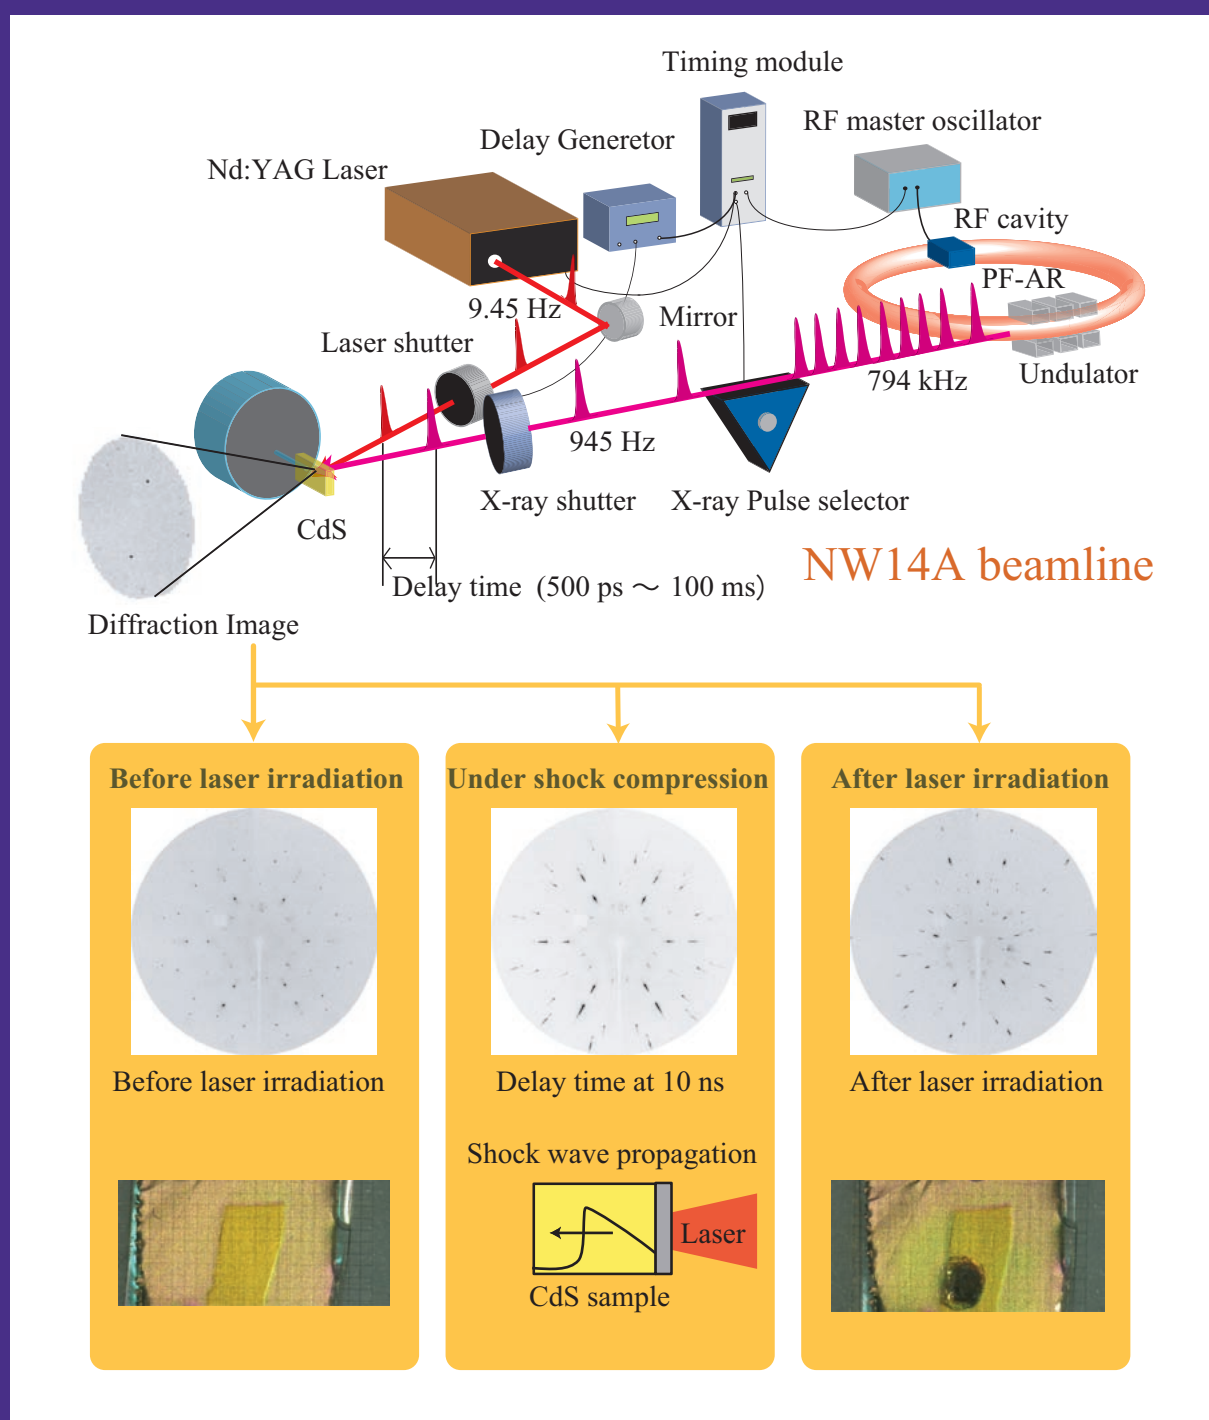 Timing module
RF master oscillator
Delay Generetor
Nd:YAG Laser
RF cavity
PF-AR
9.45 Hz
Mirror
Laser shutter
794 kHz
Undulator
945 Hz
X-ray shutter
X-ray Pulse selector
CdS
NW14A beamline
Delay time (500 ps ～ 100 ms)
Diffraction Image
Before laser irradiation
Under shock compression
After laser irradiation
Before laser irradiation
Delay time at 10 ns
After laser irradiation
Shock wave propagation
Laser
CdS sample